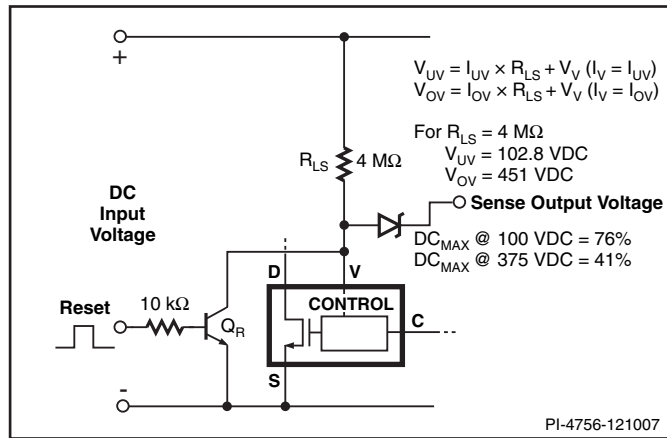 +
V_UV = I_UV × R_LS + V_V (I_V = I_UV)
V_OV = I_OV × R_LS + V_V (I_V = I_OV)
For R_LS = 4 MΩ
V_UV = 102.8 VDC
V_OV = 451 VDC
R_LS 4 MΩ
DC
Input
Voltage
Sense Output Voltage
DC_MAX @ 100 VDC = 76%
DC_MAX @ 375 VDC = 41%
D V
CONTROL
C
Reset
10 kΩ
Q_R
S
-
PI-4756-121007